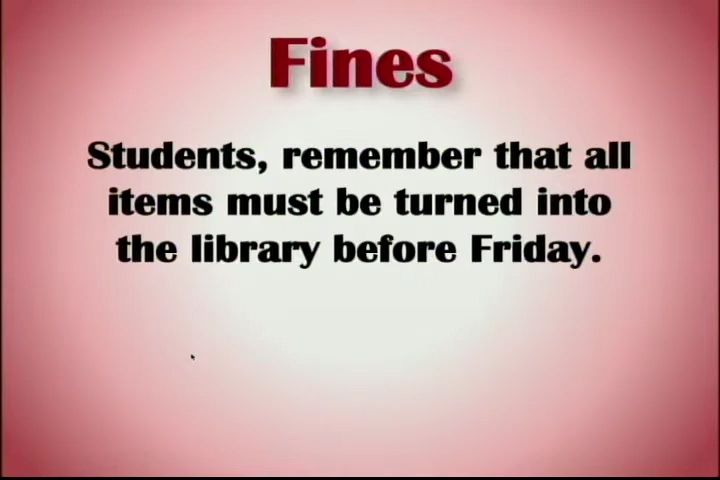 Fines
Students, remember that all
items must be turned into
the library before Friday.